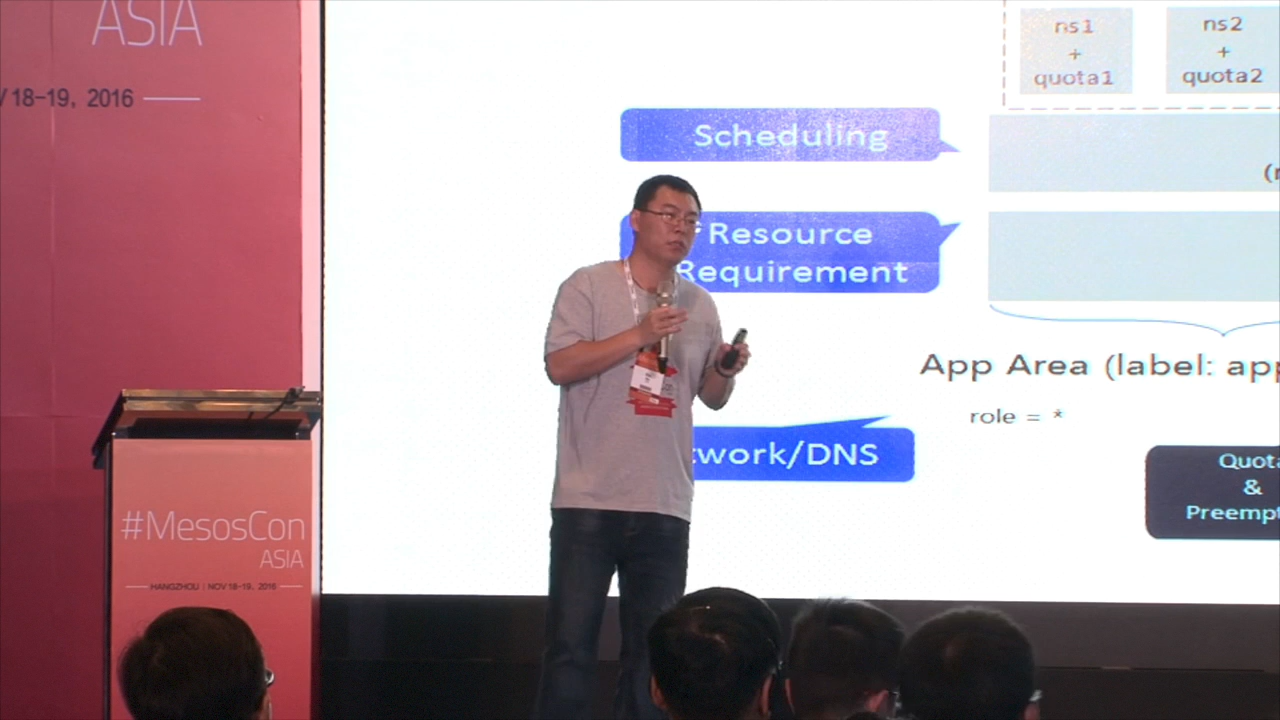 ASIA
18-19, 2016
#MesosCon
ASIA
HANGZHOU / NOV 18-19, 2016
ns1
+
quota1
ns2
+
quota2
Scheduling
Resource
Requirement
App Area (label: app
role = *
twork/DNS
Quota
&
Preempt